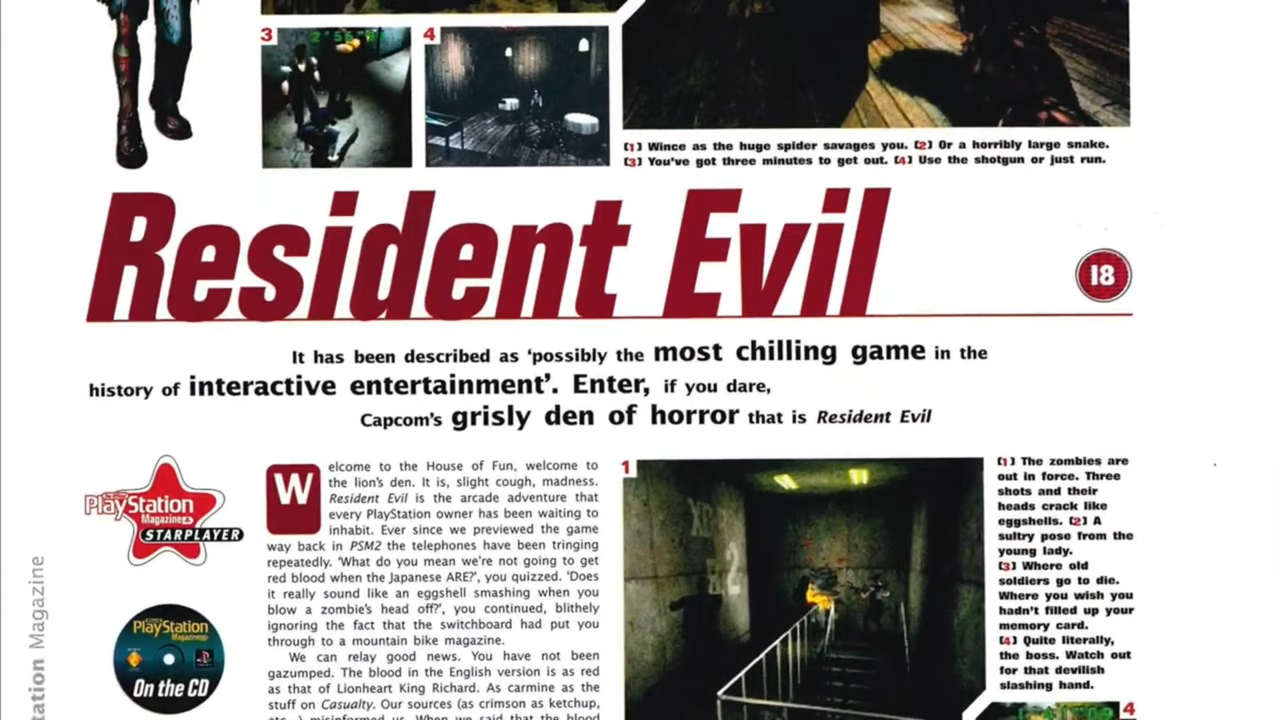 3
4
[1] Wince as the huge spider savages you. [2] Or a horribly large snake.
[3] You've got three minutes to get out. [4] Use the shotgun or just run.
Resident Evil
18
It has been described as 'possibly the most chilling game in the
history of interactive entertainment'. Enter, if you dare,
Capcom's grisly den of horror that is Resident Evil
PlayStation
Magazine
STARPLAYER
PlayStation
Magazine
On the CD
tation Magazine
Welcome to the House of Fun, welcome to
the lion's den. It is, slight cough, madness.
Resident Evil is the arcade adventure that
every PlayStation owner has been waiting to
inhabit. Ever since we previewed the game
way back in PSM2 the telephones have been tringing
repeatedly. 'What do you mean we're not going to get
red blood when the Japanese ARE?', you quizzed. 'Does
it really sound like an eggshell smashing when you
blow a zombie's head off?', you continued, blithely
ignoring the fact that the switchboard had put you
through to a mountain bike magazine.
We can relay good news. You have not been
gazumped. The blood in the English version is as red
as that of Lionheart King Richard. As carmine as the
stuff on Casualty. Our sources (as crimson as ketchup,
etc...) misinformed us. When we said that the blood
1
[1] The zombies are
out in force. Three
shots and their
heads crack like
eggshells. [2] A
sultry pose from the
young lady.
[3] Where old
soldiers go to die.
Where you wish you
hadn't filled up your
memory card.
[4] Quite literally,
the boss. Watch out
for that devilish
slashing hand.
4